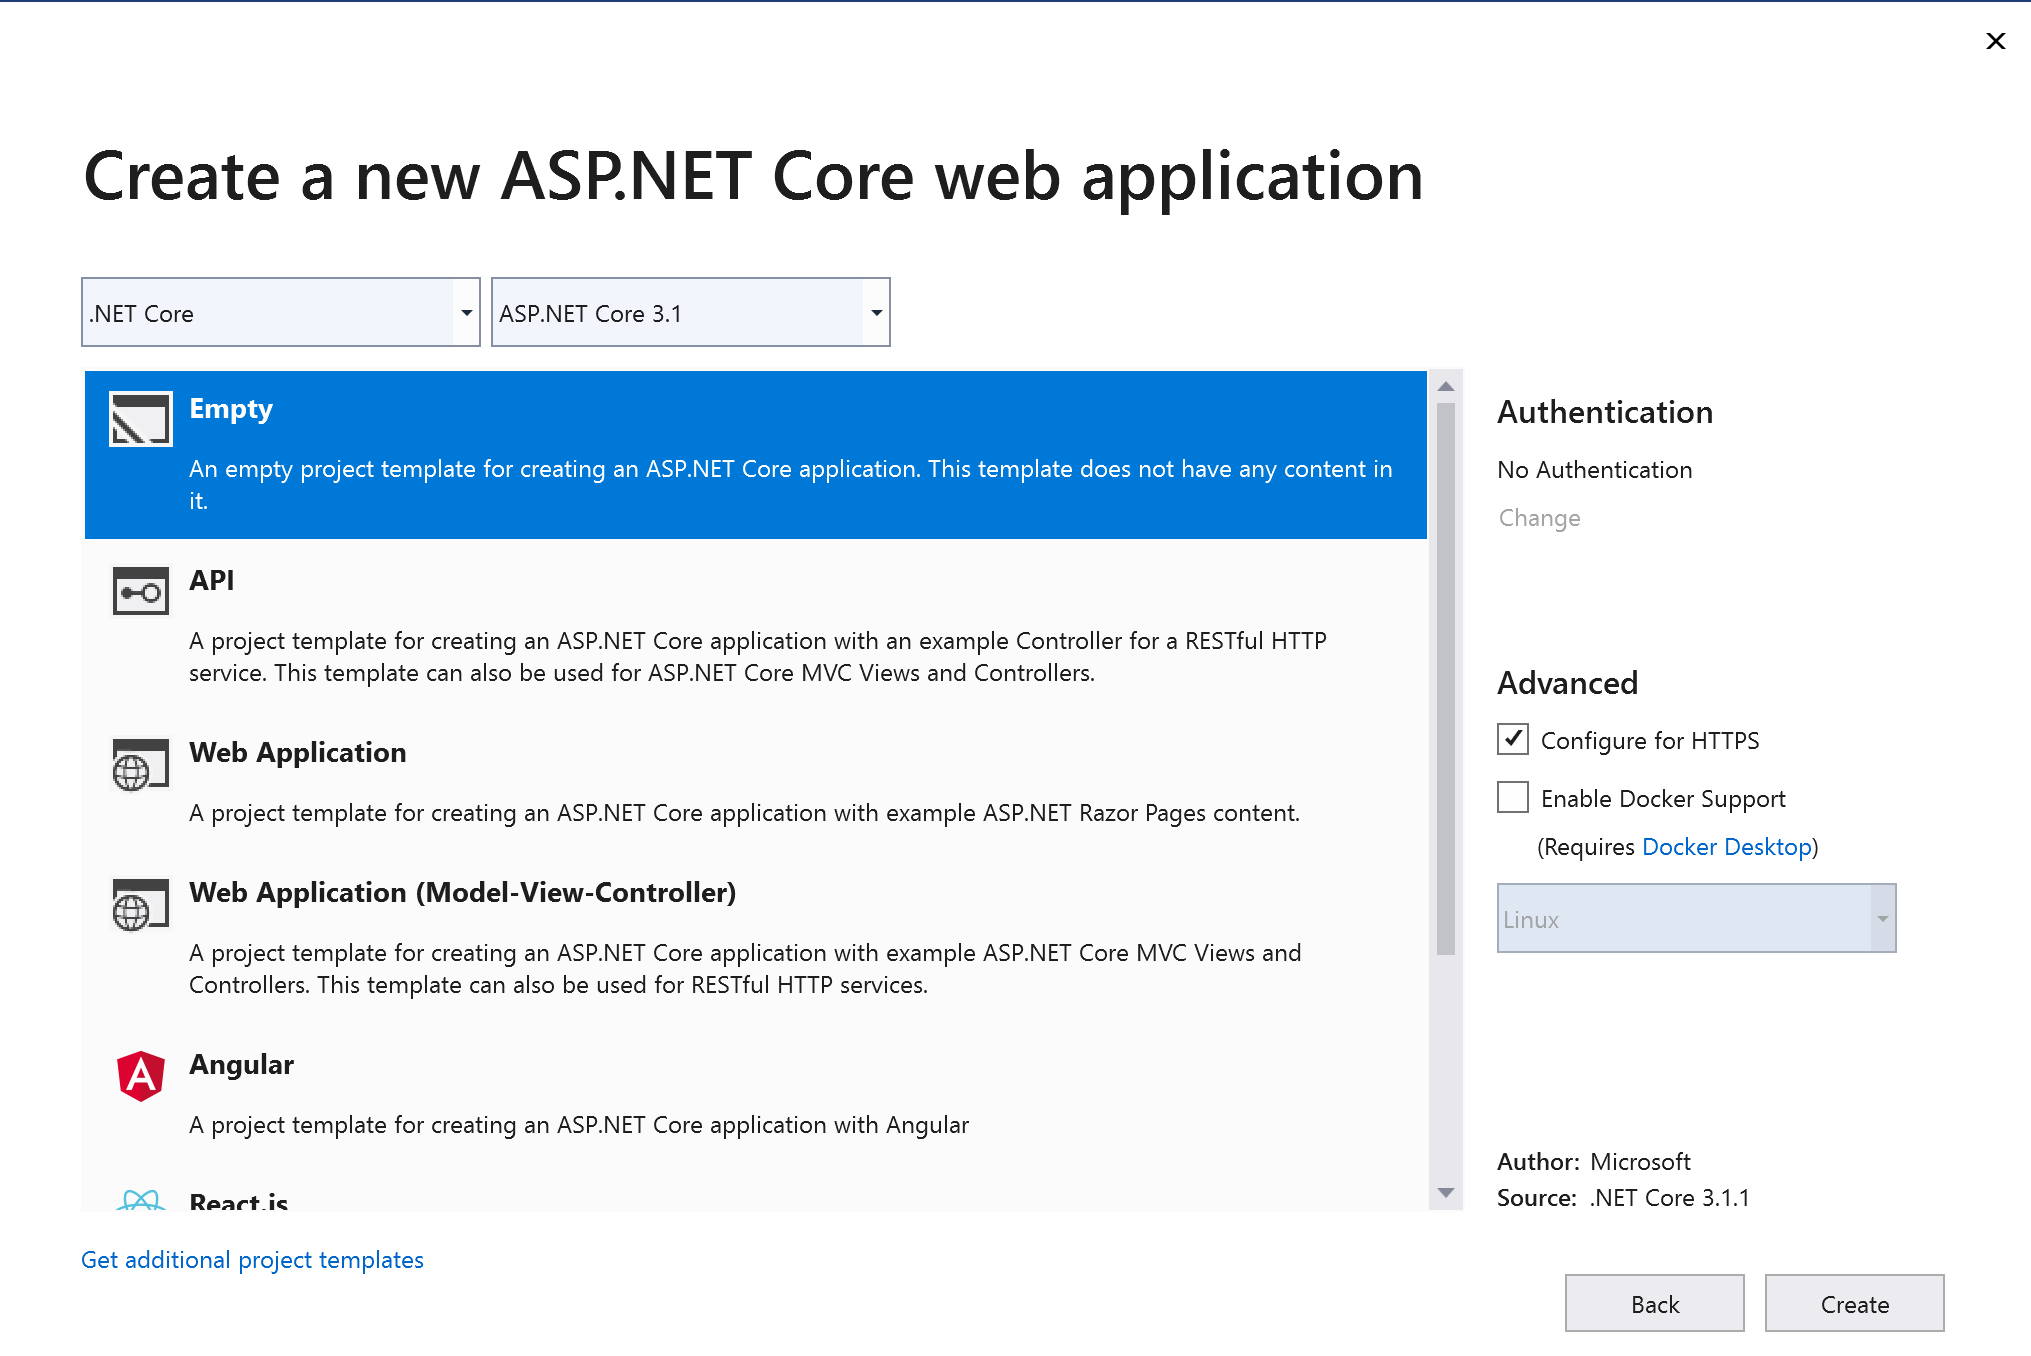 Create a new ASP.NET Core web application
.NET Core
ASP.NET Core 3.1
Empty
An empty project template for creating an ASP.NET Core application. This template does not have any content in
it.
API
A project template for creating an ASP.NET Core application with an example Controller for a RESTful HTTP
service. This template can also be used for ASP.NET Core MVC Views and Controllers.
Web Application
A project template for creating an ASP.NET Core application with example ASP.NET Razor Pages content.
Web Application (Model-View-Controller)
A project template for creating an ASP.NET Core application with example ASP.NET Core MVC Views and
Controllers. This template can also be used for RESTful HTTP services.
Angular
A project template for creating an ASP.NET Core application with Angular
React.js
Get additional project templates
Authentication
No Authentication
Change
Advanced
Configure for HTTPS
Enable Docker Support
(Requires Docker Desktop)
Linux
Author: Microsoft
Source: .NET Core 3.1.1
Back
Create